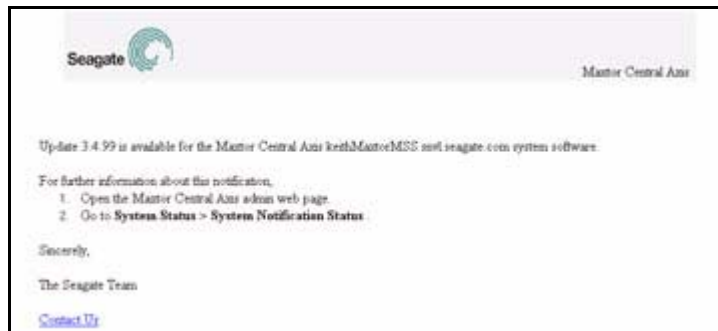 Seagate
Maxtor Central Axis
Update 3.4.99 is available for the Maxtor Central Axis keithMaxtorMSS seagate.com system software.
For further information about this notification,
1. Open the Maxtor Central Axis admin web page.
2. Go to System Status > System Notification Status
Sincerely,
The Seagate Team
Contact Us